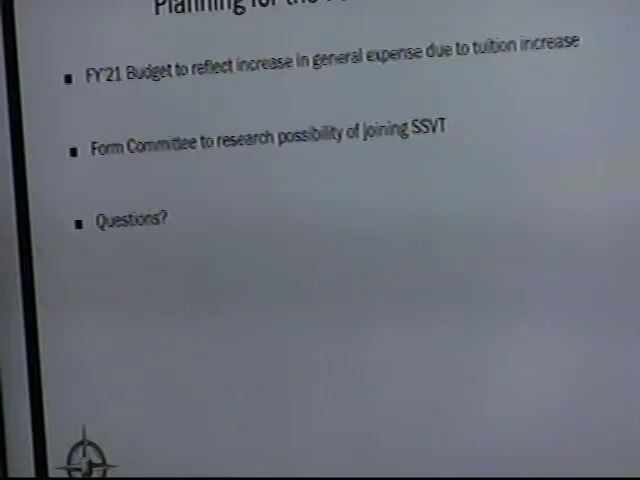 Planning for the
FY'21 Budget to reflect increase in general expense due to tuition increase
Form Committee to research possibility of joining SSVT
Questions?